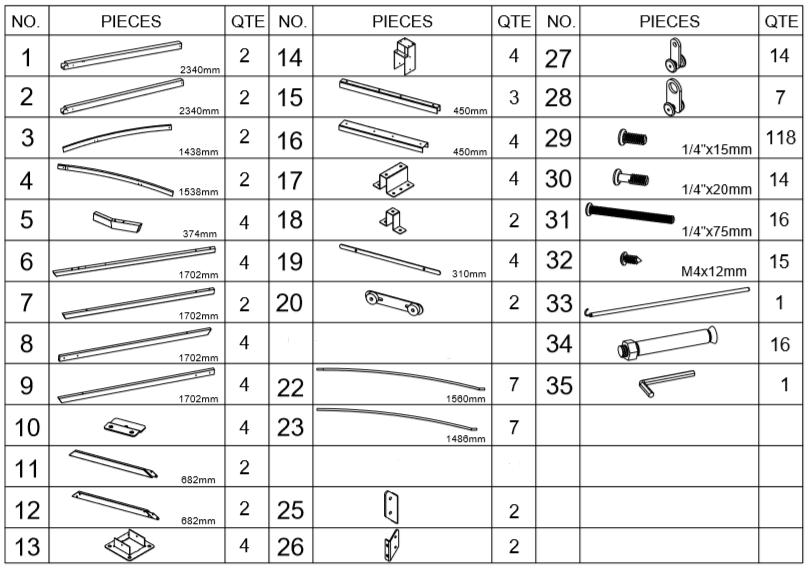 NO. PIECES QTE NO. PIECES QTE NO. PIECES QTE
1 2340mm 2 14 4 27 14
2 2340mm 2 15 450mm 3 28 7
3 1438mm 2 16 450mm 4 29 1/4"x15mm 118
4 1538mm 2 17 4 30 1/4"x20mm 14
5 374mm 4 18 2 31 1/4"x75mm 16
6 1702mm 4 19 310mm 4 32 M4x12mm 15
7 1702mm 2 20 2 33 1
8 1702mm 4 34 16
9 1702mm 4 22 1560mm 7 35 1
10 4 23 1486mm 7
11 682mm 2
12 682mm 2 25 2
13 4 26 2